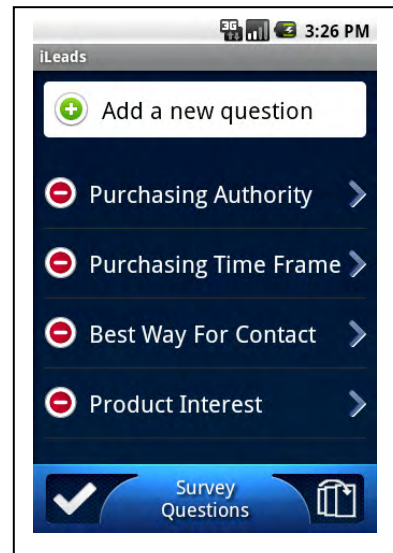 3G 3:26 PM
iLeads
Add a new question
Purchasing Authority
Purchasing Time Frame
Best Way For Contact
Product Interest
Survey
Questions